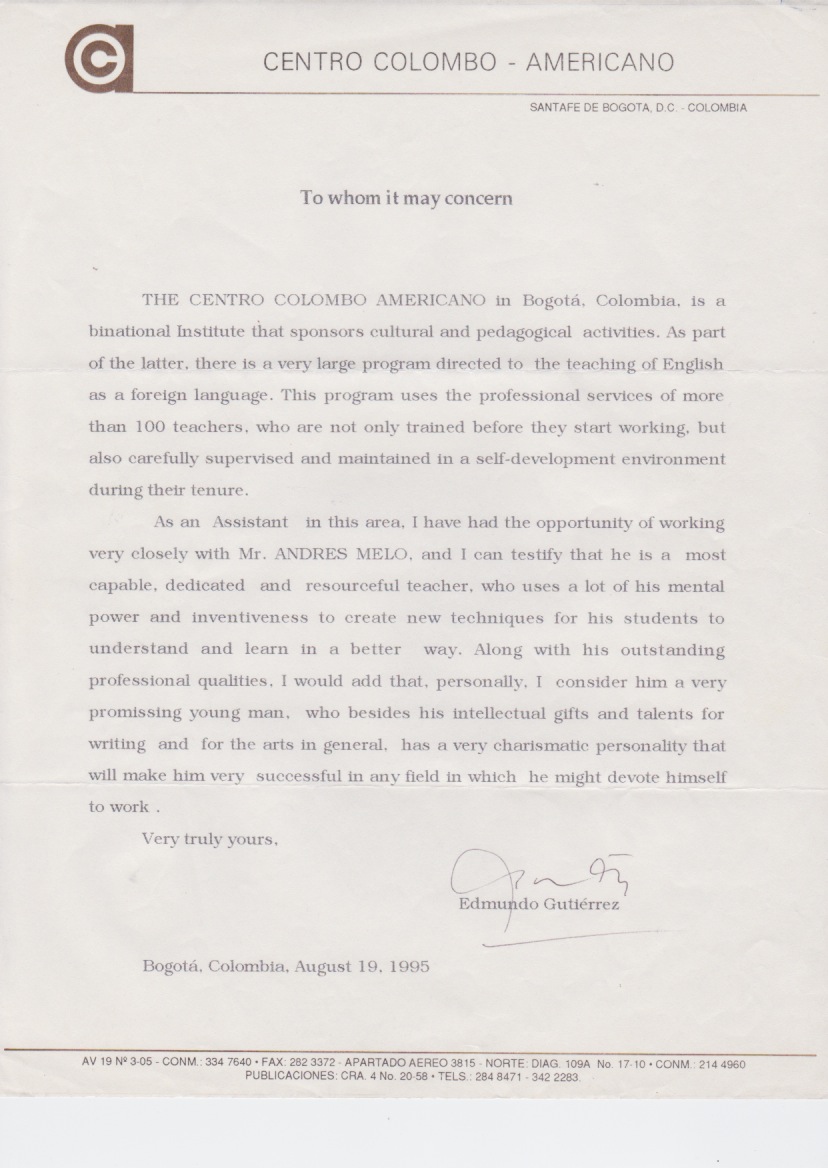 CENTRO COLOMBO - AMERICANO
SANTAFE DE BOGOTA, D.C. - COLOMBIA
To whom it may concern
THE CENTRO COLOMBO AMERICANO in Bogotá, Colombia, is a
binational Institute that sponsors cultural and pedagogical activities. As part
of the latter, there is a very large program directed to the teaching of English
as a foreign language. This program uses the professional services of more
than 100 teachers, who are not only trained before they start working, but
also carefully supervised and maintained in a self-development environment
during their tenure.
As an Assistant in this area, I have had the opportunity of working
very closely with Mr. ANDRES MELO, and I can testify that he is a most
capable, dedicated and resourceful teacher, who uses a lot of his mental
power and inventiveness to create new techniques for his students to
understand and learn in a better way. Along with his outstanding
professional qualities, I would add that, personally, I consider him a very
promissing young man, who besides his intellectual gifts and talents for
writing and for the arts in general, has a very charismatic personality that
will make him very successful in any field in which he might devote himself
to work .
Very truly yours,
Edmundo Gutiérrez
Bogotá, Colombia, August 19, 1995
AV 19 Nº 3-05 - CONM.: 334 7640 • FAX: 282 3372 - APARTADO AEREO 3815 - NORTE: DIAG. 109A No. 17-10 • CONM.: 214 4960
PUBLICACIONES: CRA. 4 No. 20-58 • TELS.: 284 8471 - 342 2283.